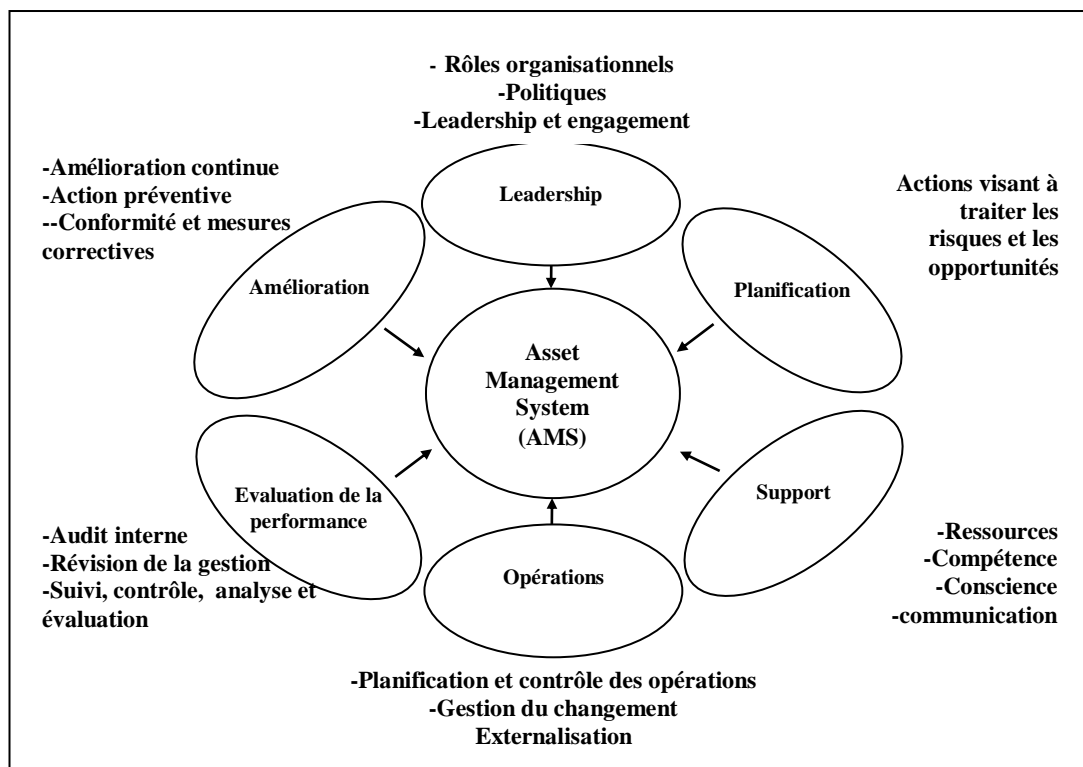 - Rôles organisationnels
-Politiques
-Leadership et engagement
Leadership
-Amélioration continue
-Action préventive
--Conformité et mesures
correctives
Amélioration
Actions visant à
traiter les
risques et les
opportunités
Planification
Asset
Management
System
(AMS)
Evaluation de la
performance
-Audit interne
-Révision de la gestion
-Suivi, contrôle, analyse et
évaluation
Support
-Ressources
-Compétence
-Conscience
-communication
Opérations
-Planification et contrôle des opérations
-Gestion du changement
Externalisation